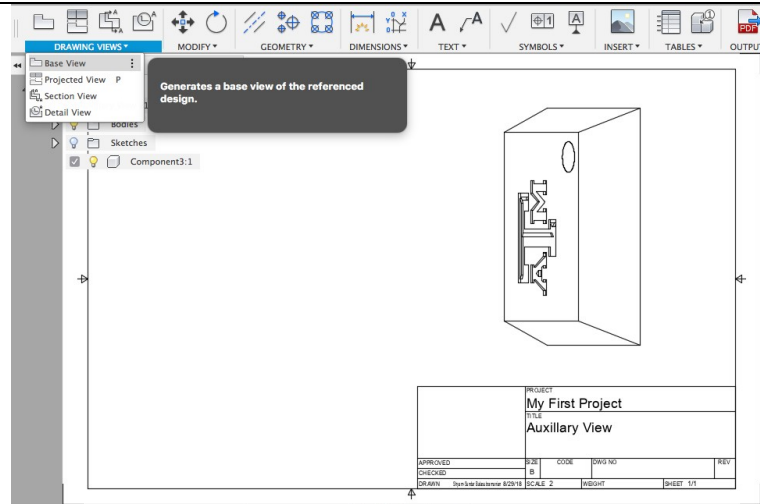 DRAWING VIEWS ▾
MODIFY ▾
GEOMETRY ▾
DIMENSIONS ▾
TEXT ▾
SYMBOLS ▾
INSERT ▾
TABLES ▾
OUTPU
PDF
Base View
Projected View P
Section View
Detail View
Generates a base view of the referenced
design.
Bodies
Sketches
Component3:1
PROJECT
My First Project
TITLE
Auxillary View
APPROVED
CHECKED
DRAWN 8/29/18
SIZE
B
CODE
DWG NO
REV
SCALE 2
WEIGHT
SHEET 1/1